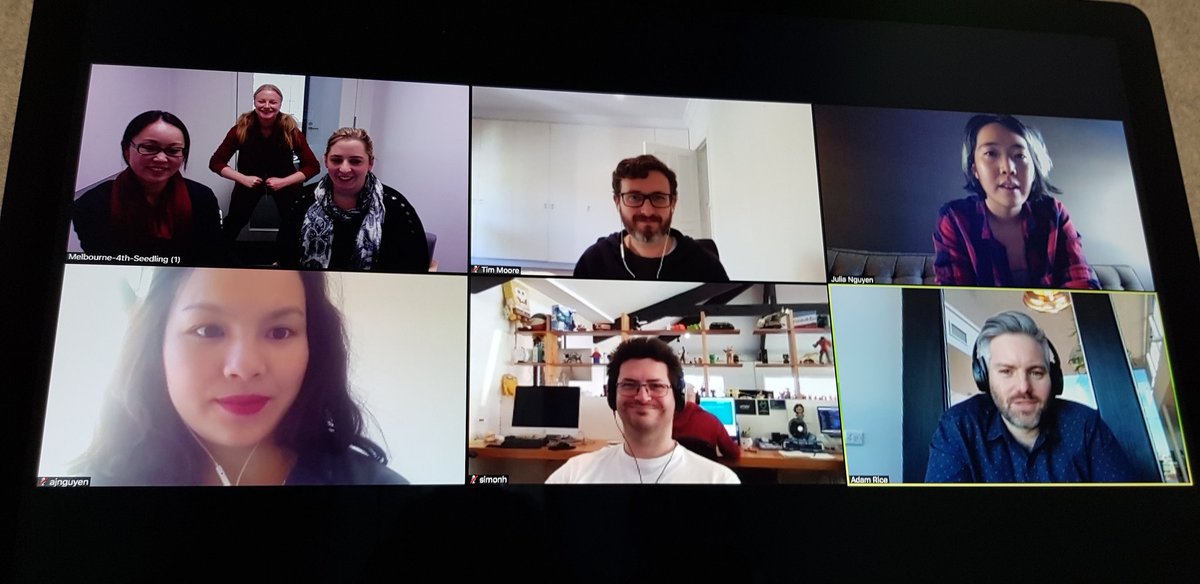 Melbourne-4th-Seedling (1)
Tim Moore
Julia Nguyen
ajnguyen
simonh
Adam Rice